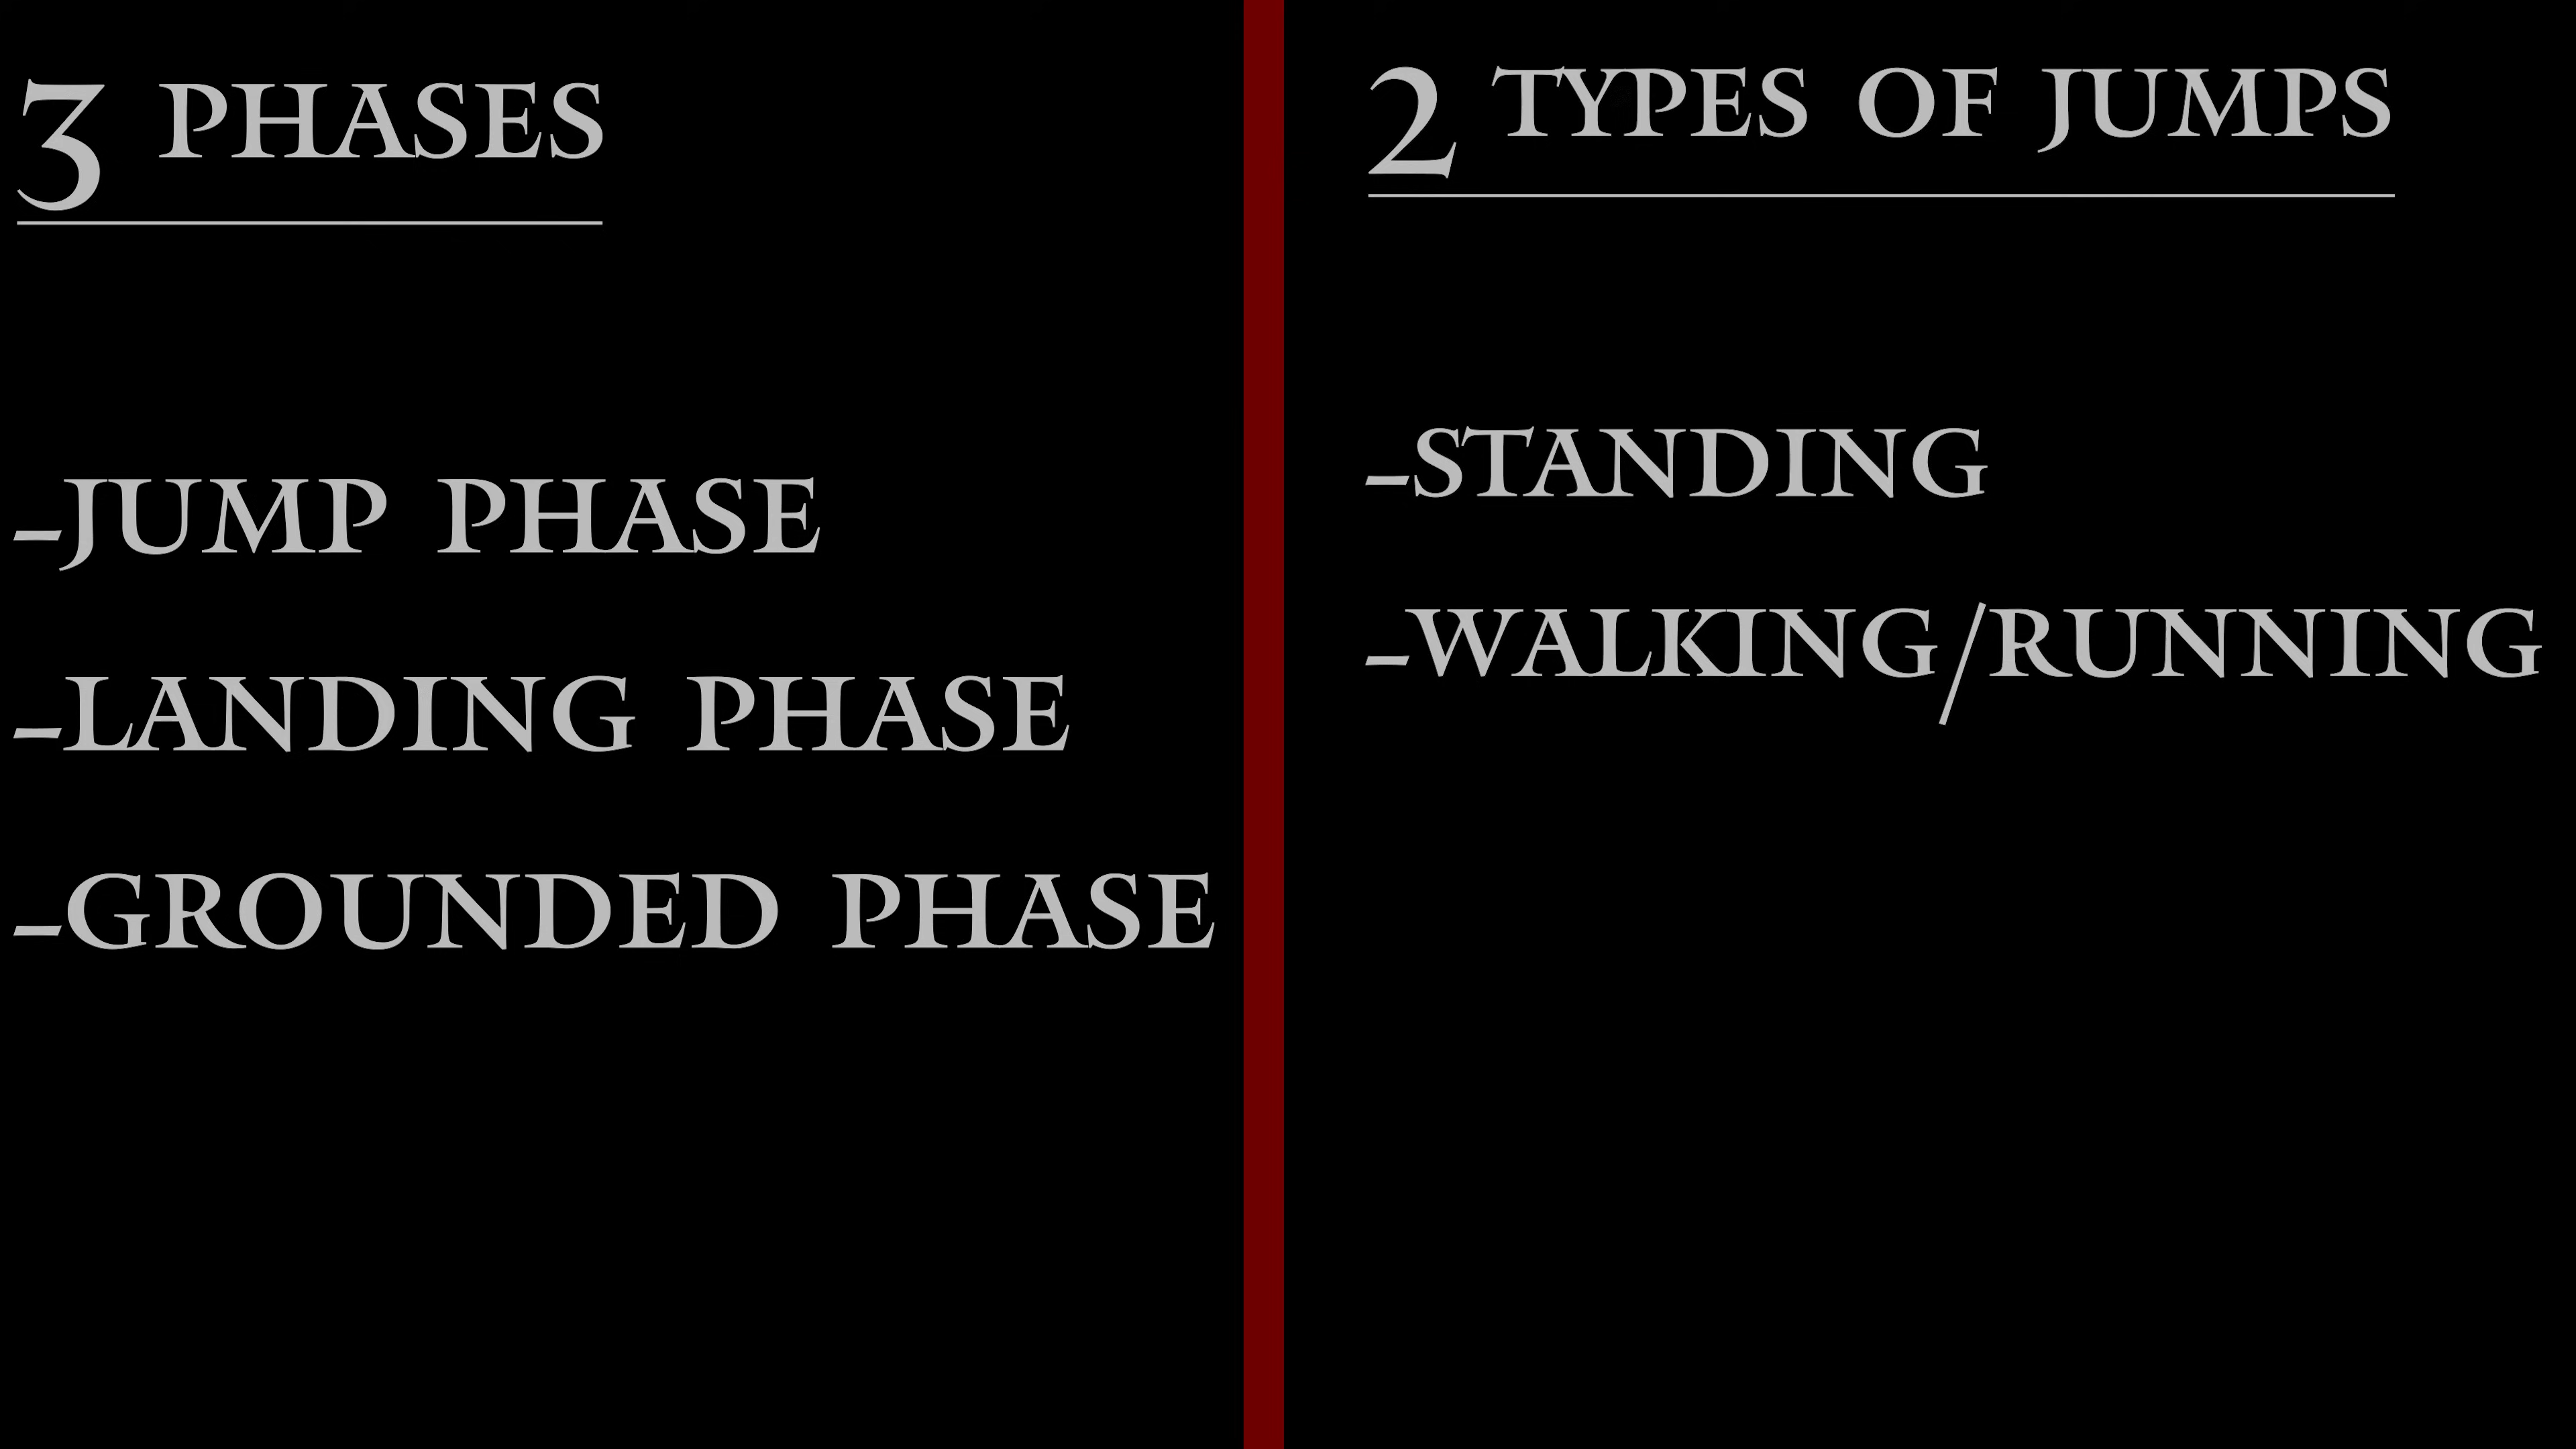 3 PHASES
-JUMP PHASE
-LANDING PHASE
-GROUNDED PHASE
2 TYPES OF JUMPS
-STANDING
-WALKING/RUNNING